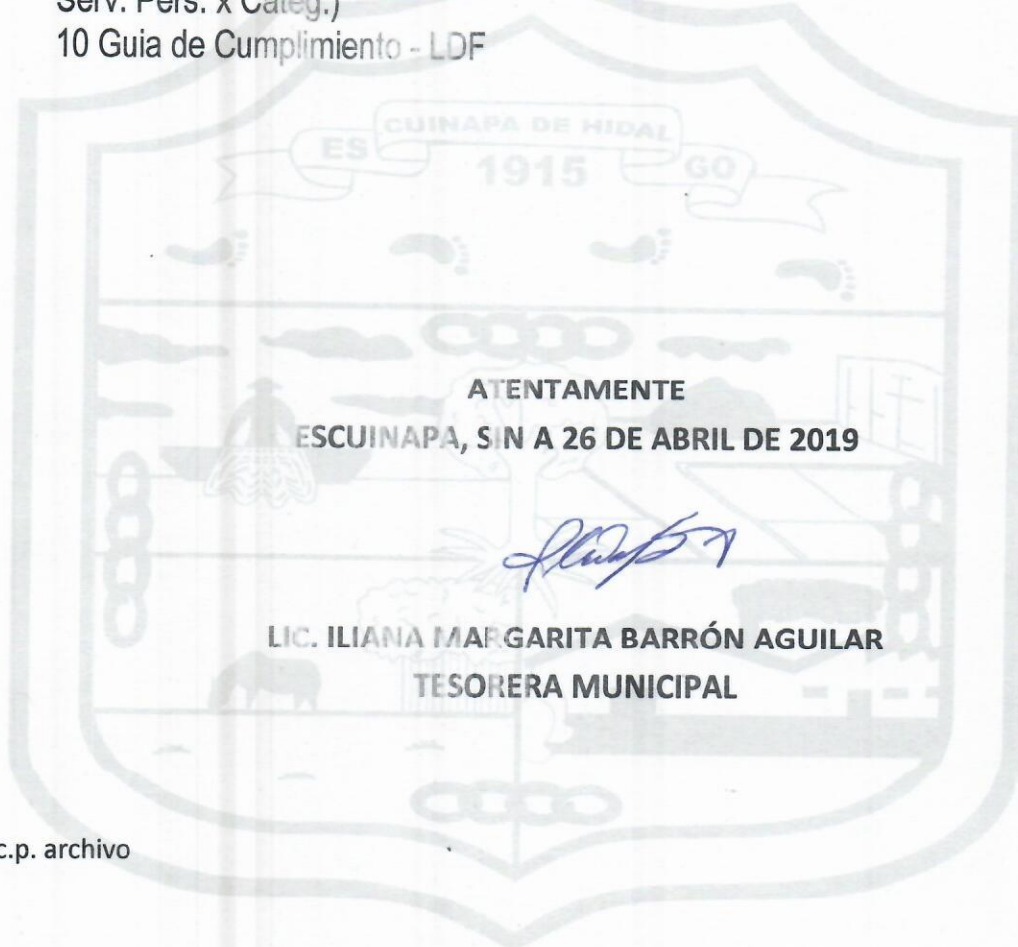 Serv. Pers. x Categ.)
10 Guia de Cumplimiento - LDF
ES CUINAPA DE HIDAL GO
1915
ATENTAMENTE
ESCUINAPA, SIN A 26 DE ABRIL DE 2019
LIC. ILIANA MARGARITA BARRÓN AGUILAR
TESORERA MUNICIPAL
c.p. archivo